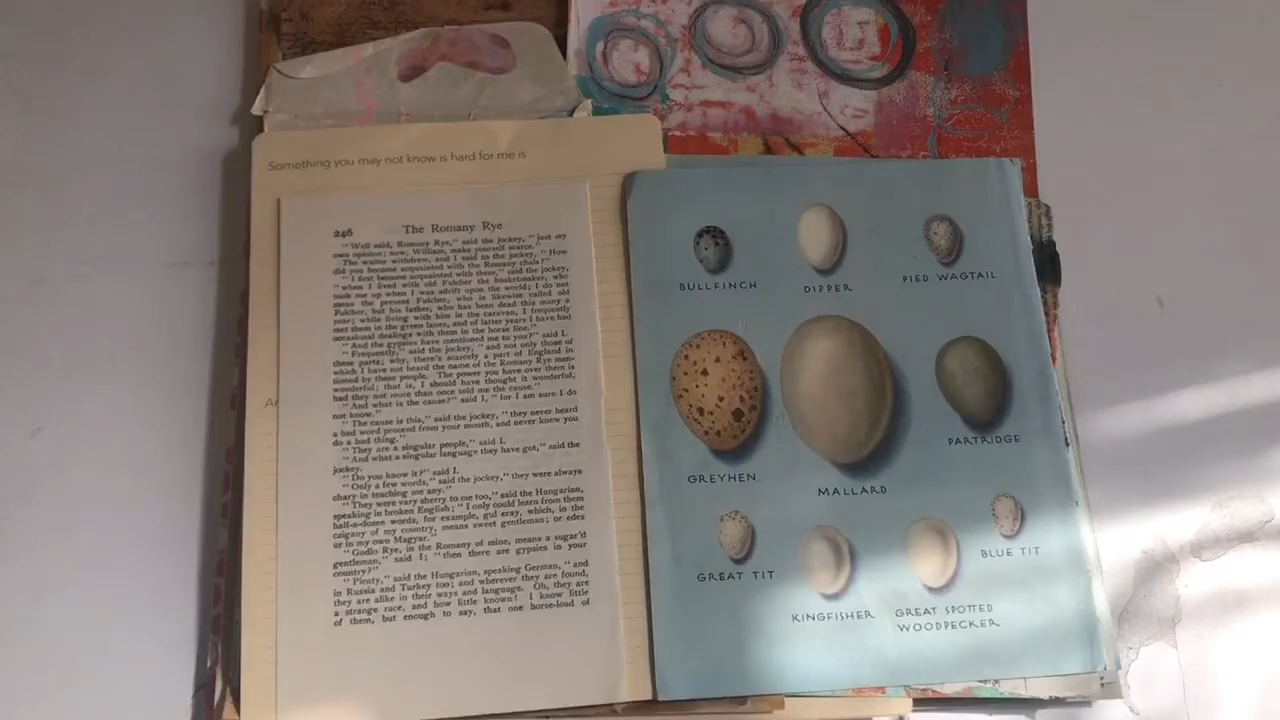 Something you may not know is hard for me is
Ar
246 The Romany Rye
"Well said, Romany Rye," said the jockey, "just my
own opinion; now, William, make yourself scarce."
The waiter withdrew, and I said to the jockey, "How
did you become acquainted with the Romany chals?"
"I first became acquainted with them," said the jockey,
"when I lived with old Fulcher the basketmaker, who
took me up when I was adrift upon the world; I do not
mean the present Fulcher, who is likewise called old
Fulcher, but his father, who has been dead this many a
year; while living with him in the caravan, I frequently
met them in the green lanes, and of latter years I have had
occasional dealings with them in the horse line."
"And the gypsies have mentioned me to you?" said I.
"Frequently," said the jockey, "and not only those of
these parts; why, there's scarcely a part of England in
which I have not heard the name of the Romany Rye men-
tioned by these people. The power you have over them is
wonderful; that is, I should have thought it wonderful,
had they not more than once told me the cause."
"And what is the cause?" said I, "for I am sure I do
not know."
"The cause is this," said the jockey, "they never heard
a bad word proceed from your mouth, and never knew you
do a bad thing."
"They are a singular people," said I.
"And what a singular language they have got," said the
jockey.
"Do you know it?" said I.
"Only a few words," said the jockey, "they were always
chary in teaching me any."
"They were vary sherry to me too," said the Hungarian,
speaking in broken English; "I only could learn from them
half-a-dozen words, for example, gul eray, which, in the
czigany of my country, means sweet gentleman; or edes
ur in my own Magyar."
"Gudlo Rye, in the Romany of mine, means a sugar'd
gentleman," said I; "then there are gypsies in your
country?"
"Plenty," said the Hungarian, speaking German, "and
in Russia and Turkey too; and wherever they are found,
they are alike in their ways and language. Oh, they are
a strange race, and how little known! I know little
of them, but enough to say, that one horse-load of
BULLFINCH
DIPPER
PIED WAGTAIL
GREYHEN
MALLARD
PARTRIDGE
GREAT TIT
KINGFISHER
GREAT SPOTTED
WOODPECKER
BLUE TIT